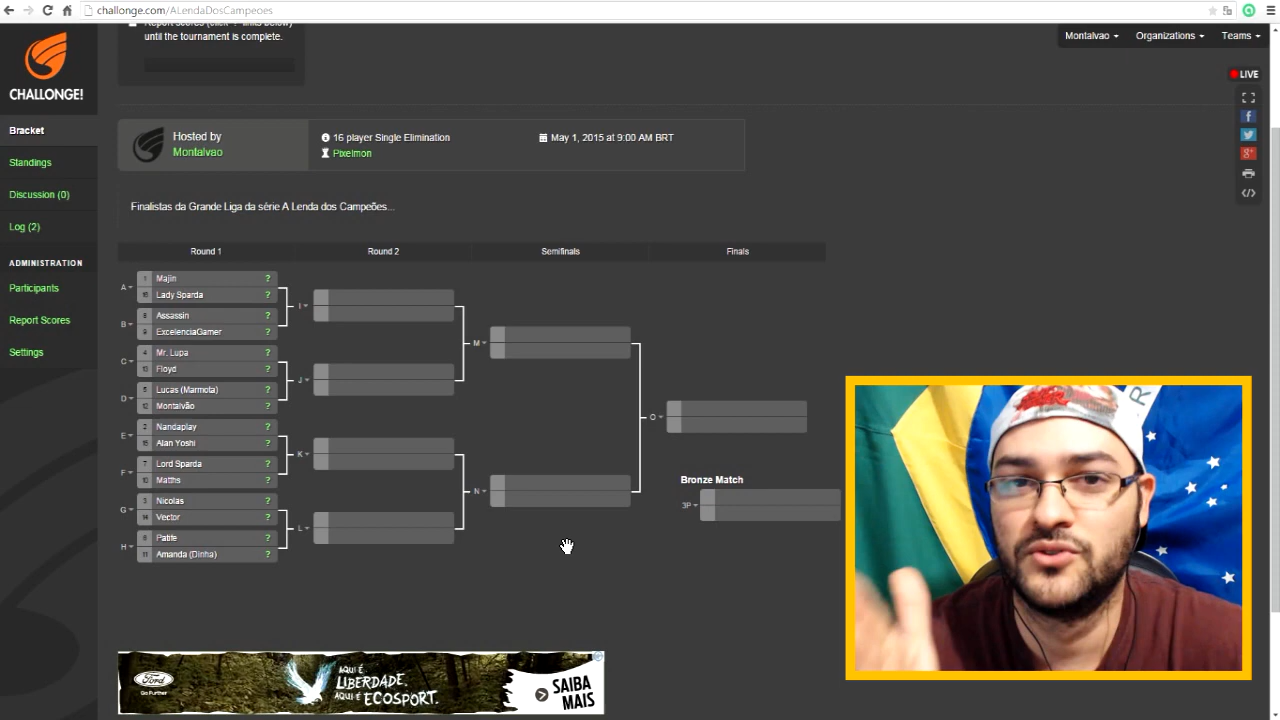 challonge.com/ALendaDosCampeoes
until the tournament is complete.
Montalvao
Organizations
Teams
LIVE
CHALLONGE!
Bracket
Standings
Discussion (0)
Log (2)
ADMINISTRATION
Participants
Report Scores
Settings
Hosted by
Montalvao
16 player Single Elimination
Pixelmon
May 1, 2015 at 9:00 AM BRT
Finalistas da Grande Liga da série A Lenda dos Campeões...
Round 1
Round 2
Semifinals
Finals
A
1 Majin ?
16 Lady Sparda ?
B
8 Assassin ?
9 ExcelenciaGamer ?
C
4 Mr. Lupa ?
13 Floyd ?
D
5 Lucas (Marmota) ?
12 Montalvão ?
E
2 Nandaplay ?
15 Alan Yoshi ?
F
7 Lord Sparda ?
10 Maths ?
G
3 Nicolas ?
14 Vector ?
H
6 Patife ?
11 Amanda (Dinha) ?
I
J
K
L
M
N
O
Bronze Match
3P
Ford
Go Further
AQUI É
LIBERDADE.
AQUI É ECOSPORT.
SAIBA
MAIS
R